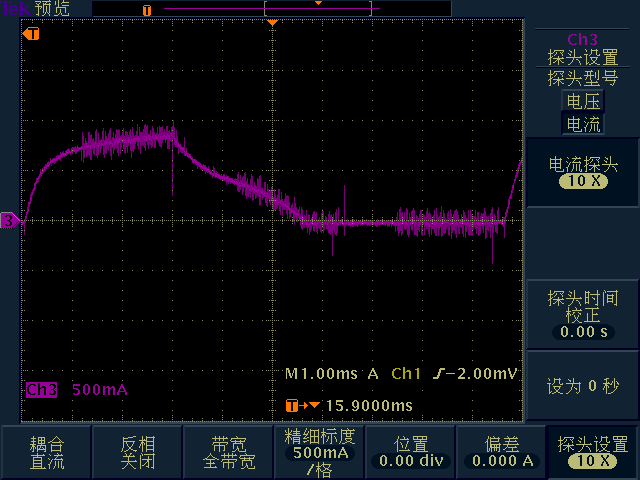 Tek 预览
T
T
Ch3
探头设置
探头型号
电压
电流
电流探头
10 X
3
探头时间
校正
0.00 s
设为 0 秒
Ch3 500mA
M1.00ms A Ch1 -2.00mV
T 15.9000ms
耦合
直流
反相
关闭
带宽
全带宽
精细标度
500mA
/格
位置
0.00 div
偏差
0.000 A
探头设置
10 X